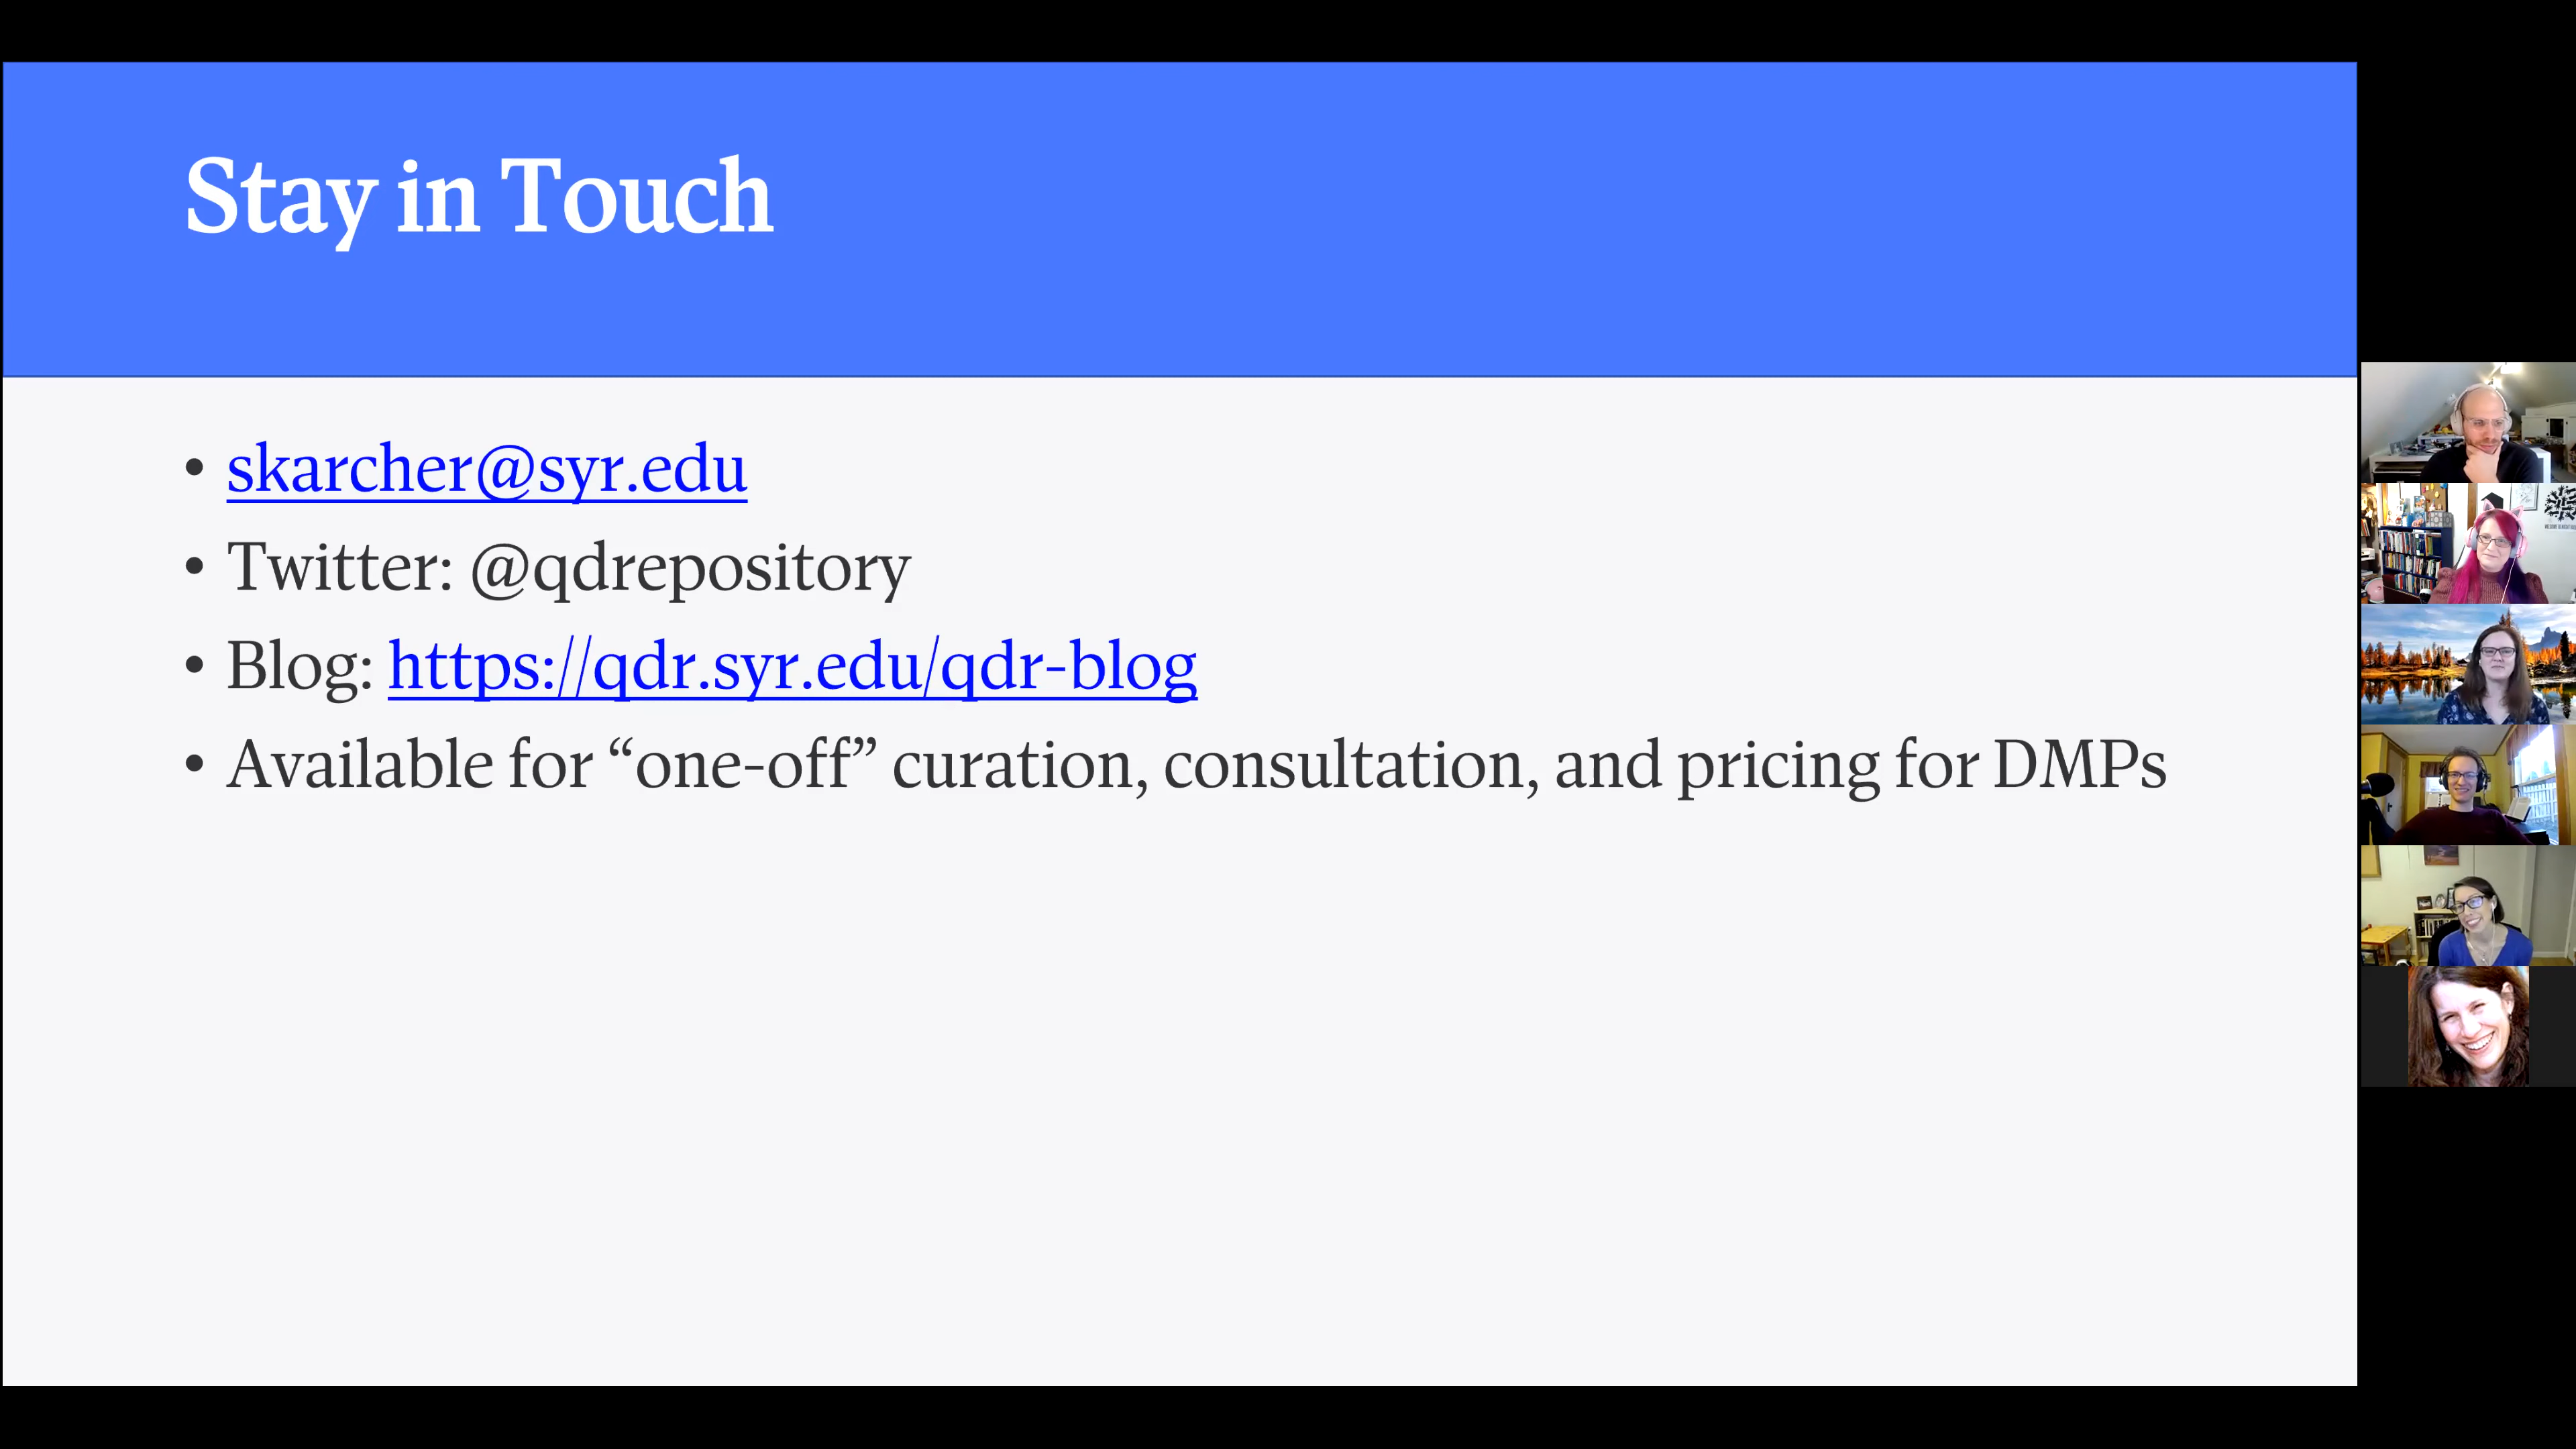 Stay in Touch
• skarcher@syr.edu
• Twitter: @qdrepository
• Blog: https://qdr.syr.edu/qdr-blog
• Available for “one-off” curation, consultation, and pricing for DMPs